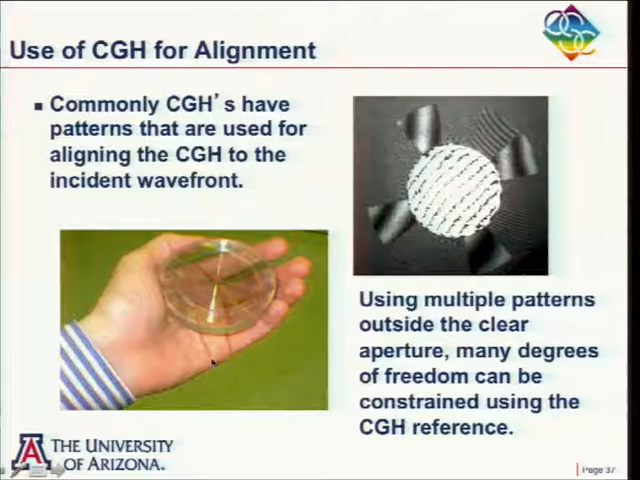 Use of CGH for Alignment
Commonly CGH's have
patterns that are used for
aligning the CGH to the
incident wavefront.
Using multiple patterns
outside the clear
aperture, many degrees
of freedom can be
constrained using the
CGH reference.
A THE UNIVERSITY
OF ARIZONA.
Page 37